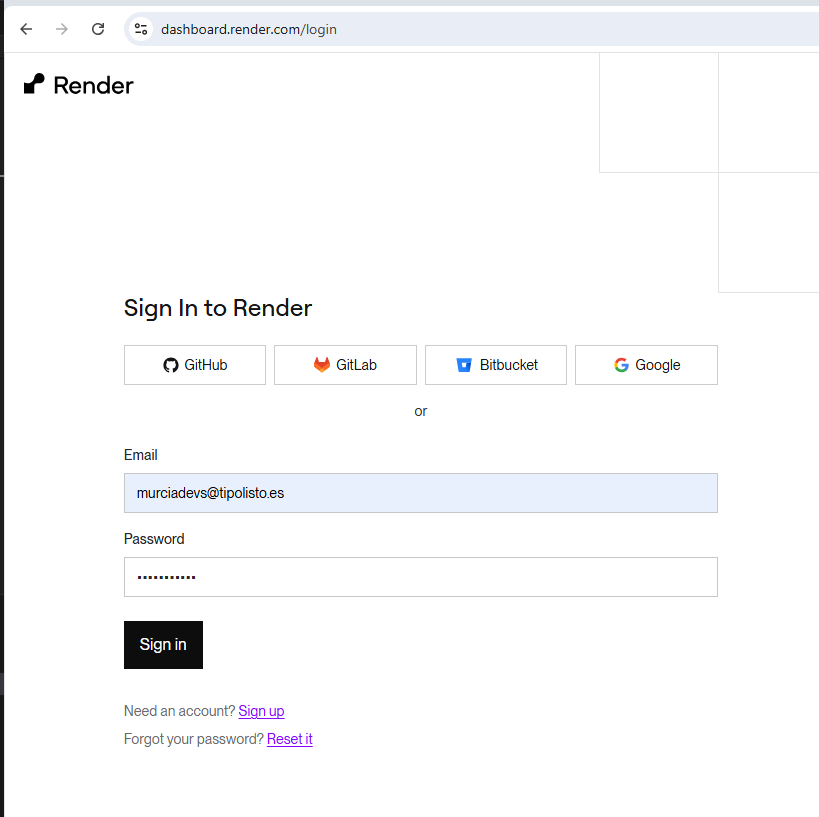 dashboard.render.com/login
Render
Sign In to Render
GitHub GitLab Bitbucket Google
or
Email
murciadevs@tipolisto.es
Password
•••••••••••
Sign in
Need an account? Sign up
Forgot your password? Reset it